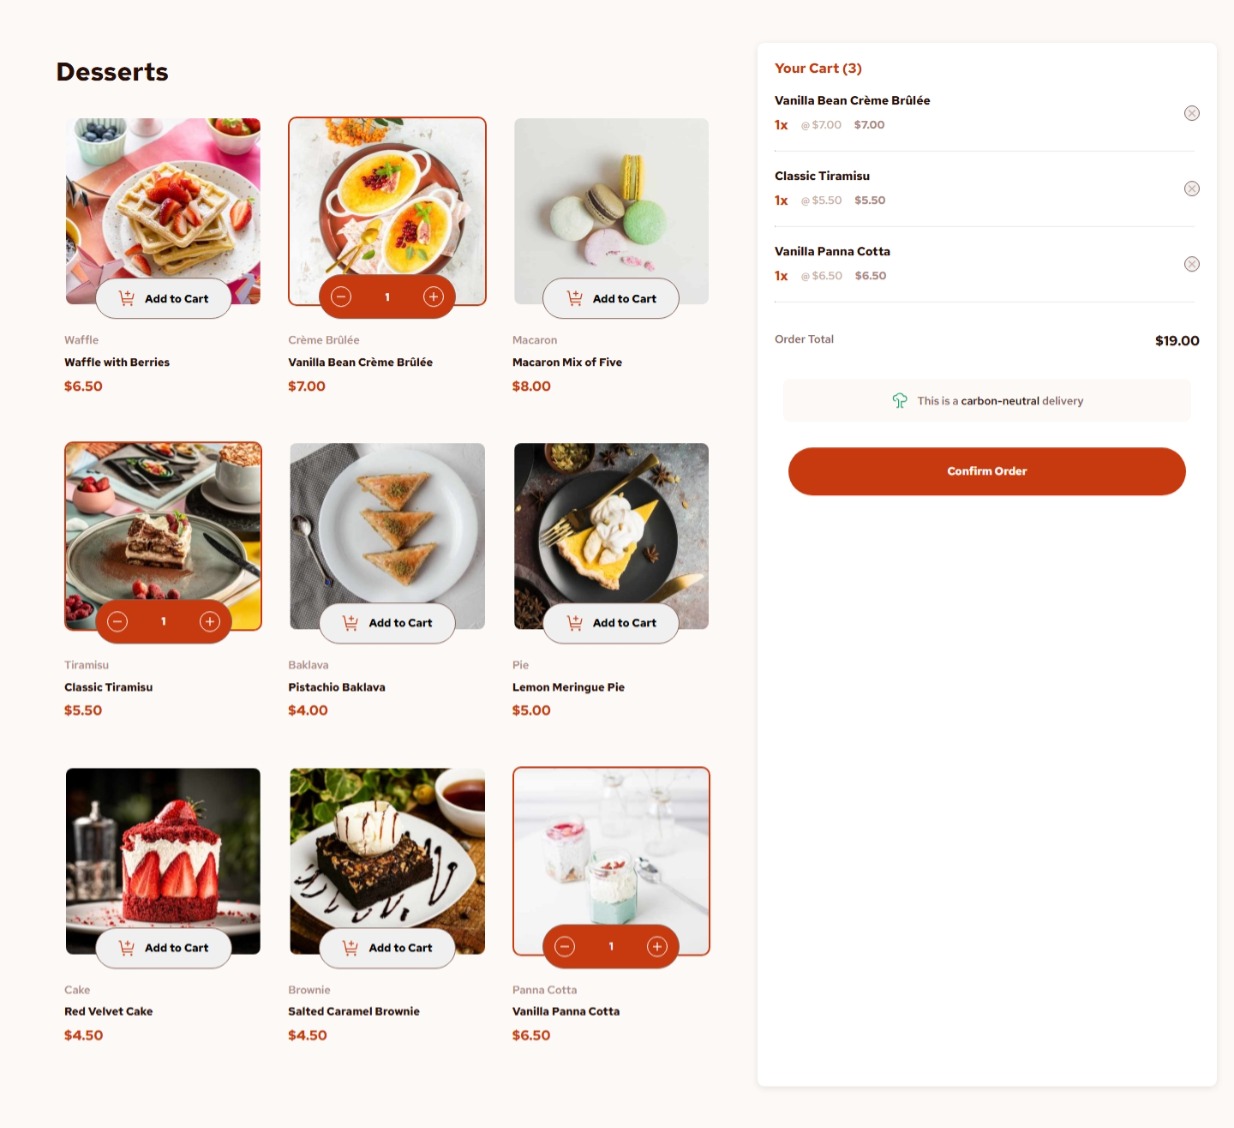 Desserts
Add to Cart
1
Add to Cart
Waffle
Waffle with Berries
$6.50
Crème Brûlée
Vanilla Bean Crème Brûlée
$7.00
Macaron
Macaron Mix of Five
$8.00
1
Add to Cart
Add to Cart
Tiramisu
Classic Tiramisu
$5.50
Baklava
Pistachio Baklava
$4.00
Pie
Lemon Meringue Pie
$5.00
Add to Cart
Add to Cart
1
Cake
Red Velvet Cake
$4.50
Brownie
Salted Caramel Brownie
$4.50
Panna Cotta
Vanilla Panna Cotta
$6.50
Your Cart (3)
Vanilla Bean Crème Brûlée
1x @ $7.00 $7.00
Classic Tiramisu
1x @ $5.50 $5.50
Vanilla Panna Cotta
1x @ $6.50 $6.50
Order Total $19.00
This is a carbon-neutral delivery
Confirm Order